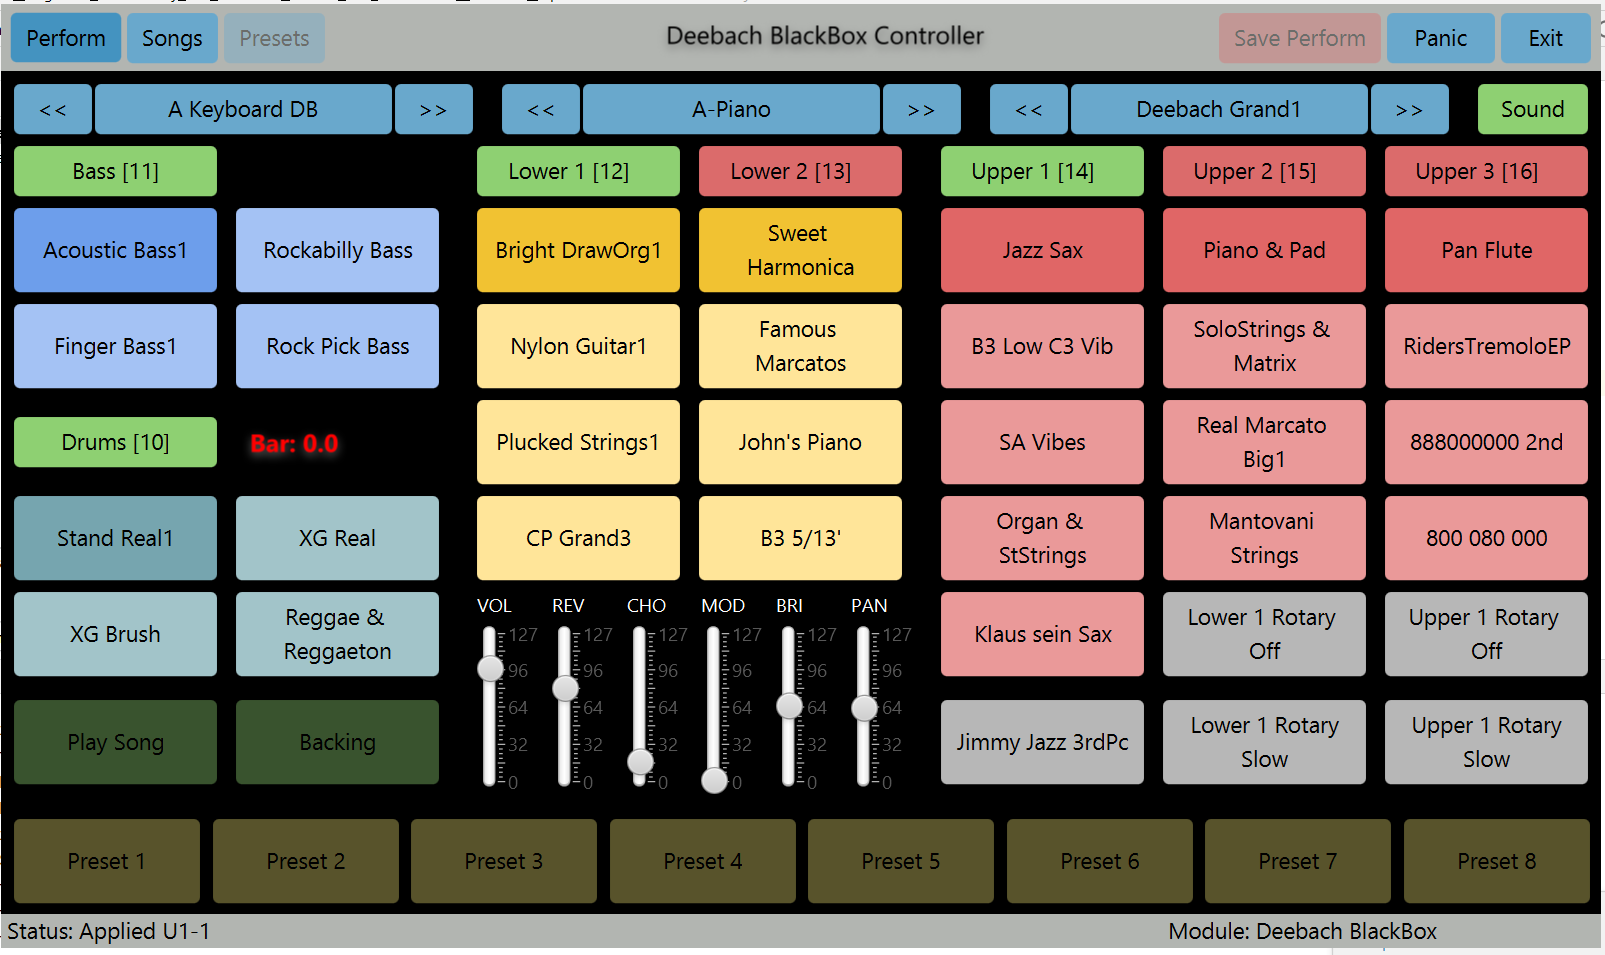 Perform
Songs
Presets
Deebach BlackBox Controller
Save Perform
Panic
Exit
<<
A Keyboard DB
>>
<<
A-Piano
>>
<<
Deebach Grand1
>>
Sound
Bass [11]
Lower 1 [12]
Lower 2 [13]
Upper 1 [14]
Upper 2 [15]
Upper 3 [16]
Acoustic Bass1
Rockabilly Bass
Bright DrawOrg1
Sweet
Harmonica
Jazz Sax
Piano & Pad
Pan Flute
Finger Bass1
Rock Pick Bass
Nylon Guitar1
Famous
Marcatos
B3 Low C3 Vib
SoloStrings &
Matrix
RidersTremoloEP
Drums [10]
Bar: 0.0
Plucked Strings1
John's Piano
SA Vibes
Real Marcato
Big1
888000000 2nd
Stand Real1
XG Real
CP Grand3
B3 5/13'
Organ &
StStrings
Mantovani
Strings
800 080 000
XG Brush
Reggae &
Reggaeton
VOL
REV
CHO
MOD
BRI
PAN
127
96
64
32
0
127
96
64
32
0
127
96
64
32
0
127
96
64
32
0
127
96
64
32
0
127
96
64
32
0
Klaus sein Sax
Lower 1 Rotary
Off
Upper 1 Rotary
Off
Play Song
Backing
Jimmy Jazz 3rdPc
Lower 1 Rotary
Slow
Upper 1 Rotary
Slow
Preset 1
Preset 2
Preset 3
Preset 4
Preset 5
Preset 6
Preset 7
Preset 8
Status: Applied U1-1
Module: Deebach BlackBox